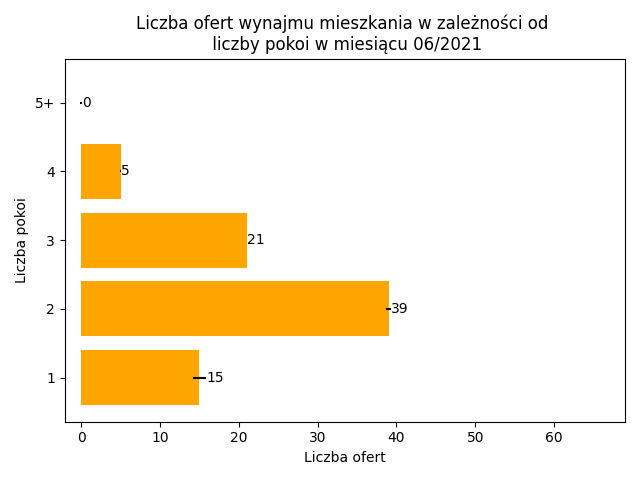 Liczba ofert wynajmu mieszkania w zależności od
liczby pokoi w miesiącu 06/2021
Liczba pokoi
5+
0
4
5
3
21
2
39
1
15
0 10 20 30 40 50 60
Liczba ofert